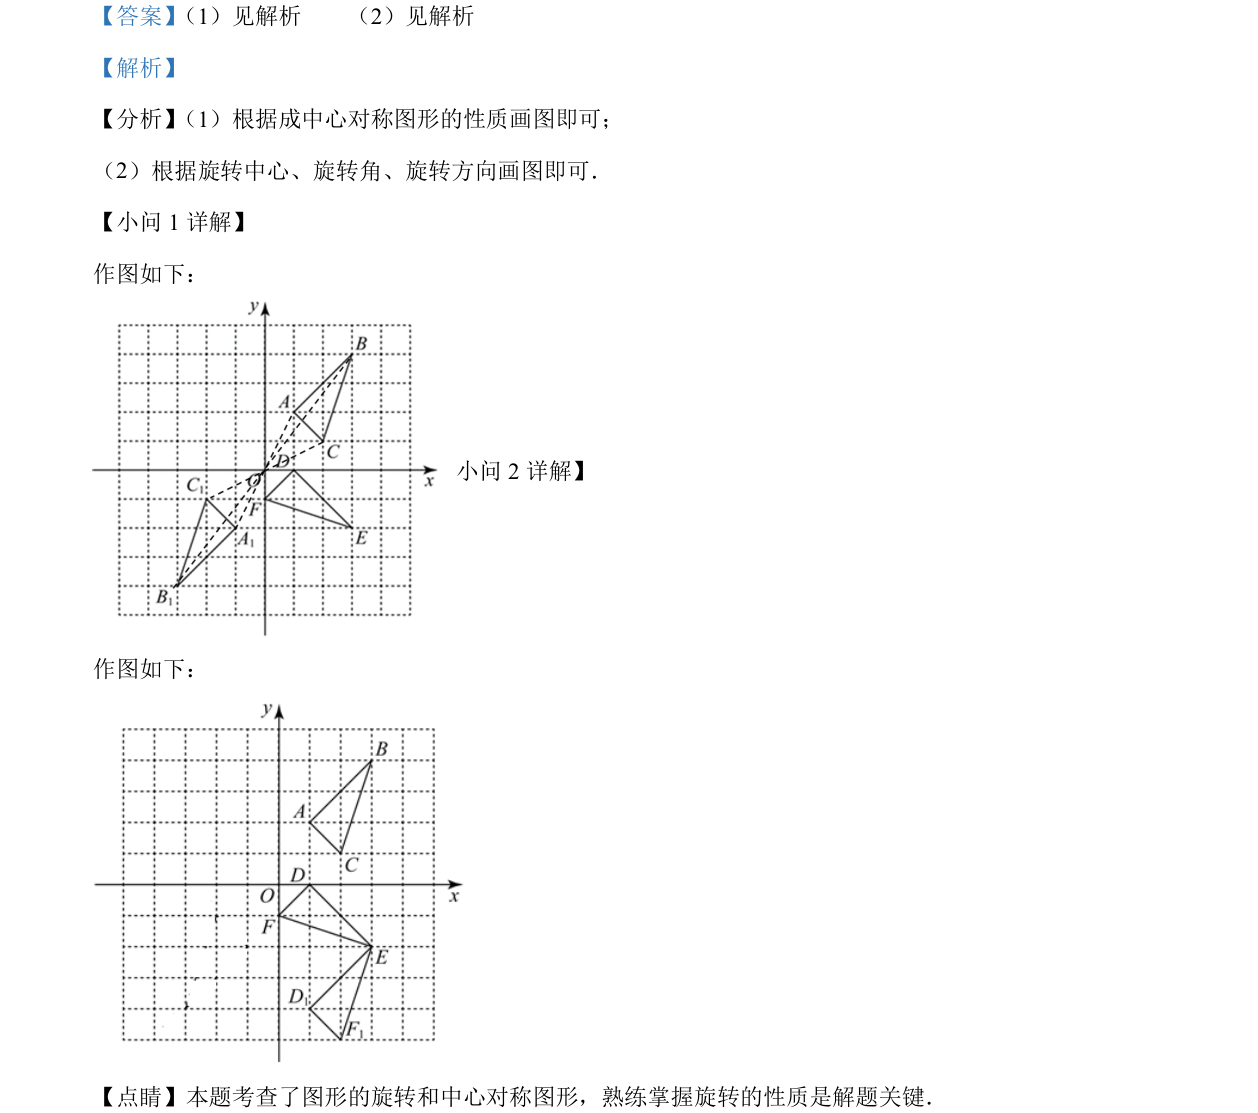 【答案】（1）见解析　　（2）见解析
【解析】
【分析】（1）根据成中心对称图形的性质画图即可；
（2）根据旋转中心、旋转角、旋转方向画图即可．
【小问 1 详解】
作图如下：
y
B
A
C
D
O
x
小问 2 详解】
C₁
F
A₁
E
B₁
作图如下：
y
B
A
C
D
O
x
F
E
D₁
F₁
【点睛】本题考查了图形的旋转和中心对称图形，熟练掌握旋转的性质是解题关键．